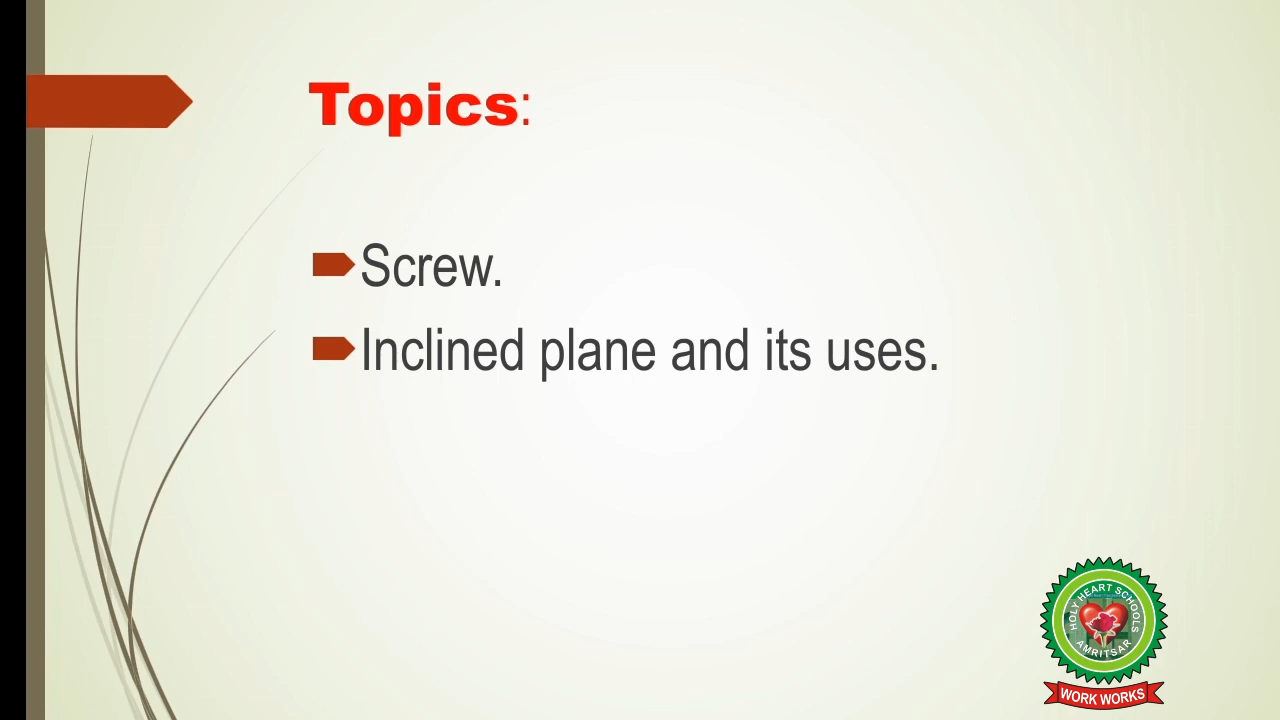 Topics:
Screw.
Inclined plane and its uses.
HOLY HEART SCHOOLS
AMRITSAR
WORK WORKS